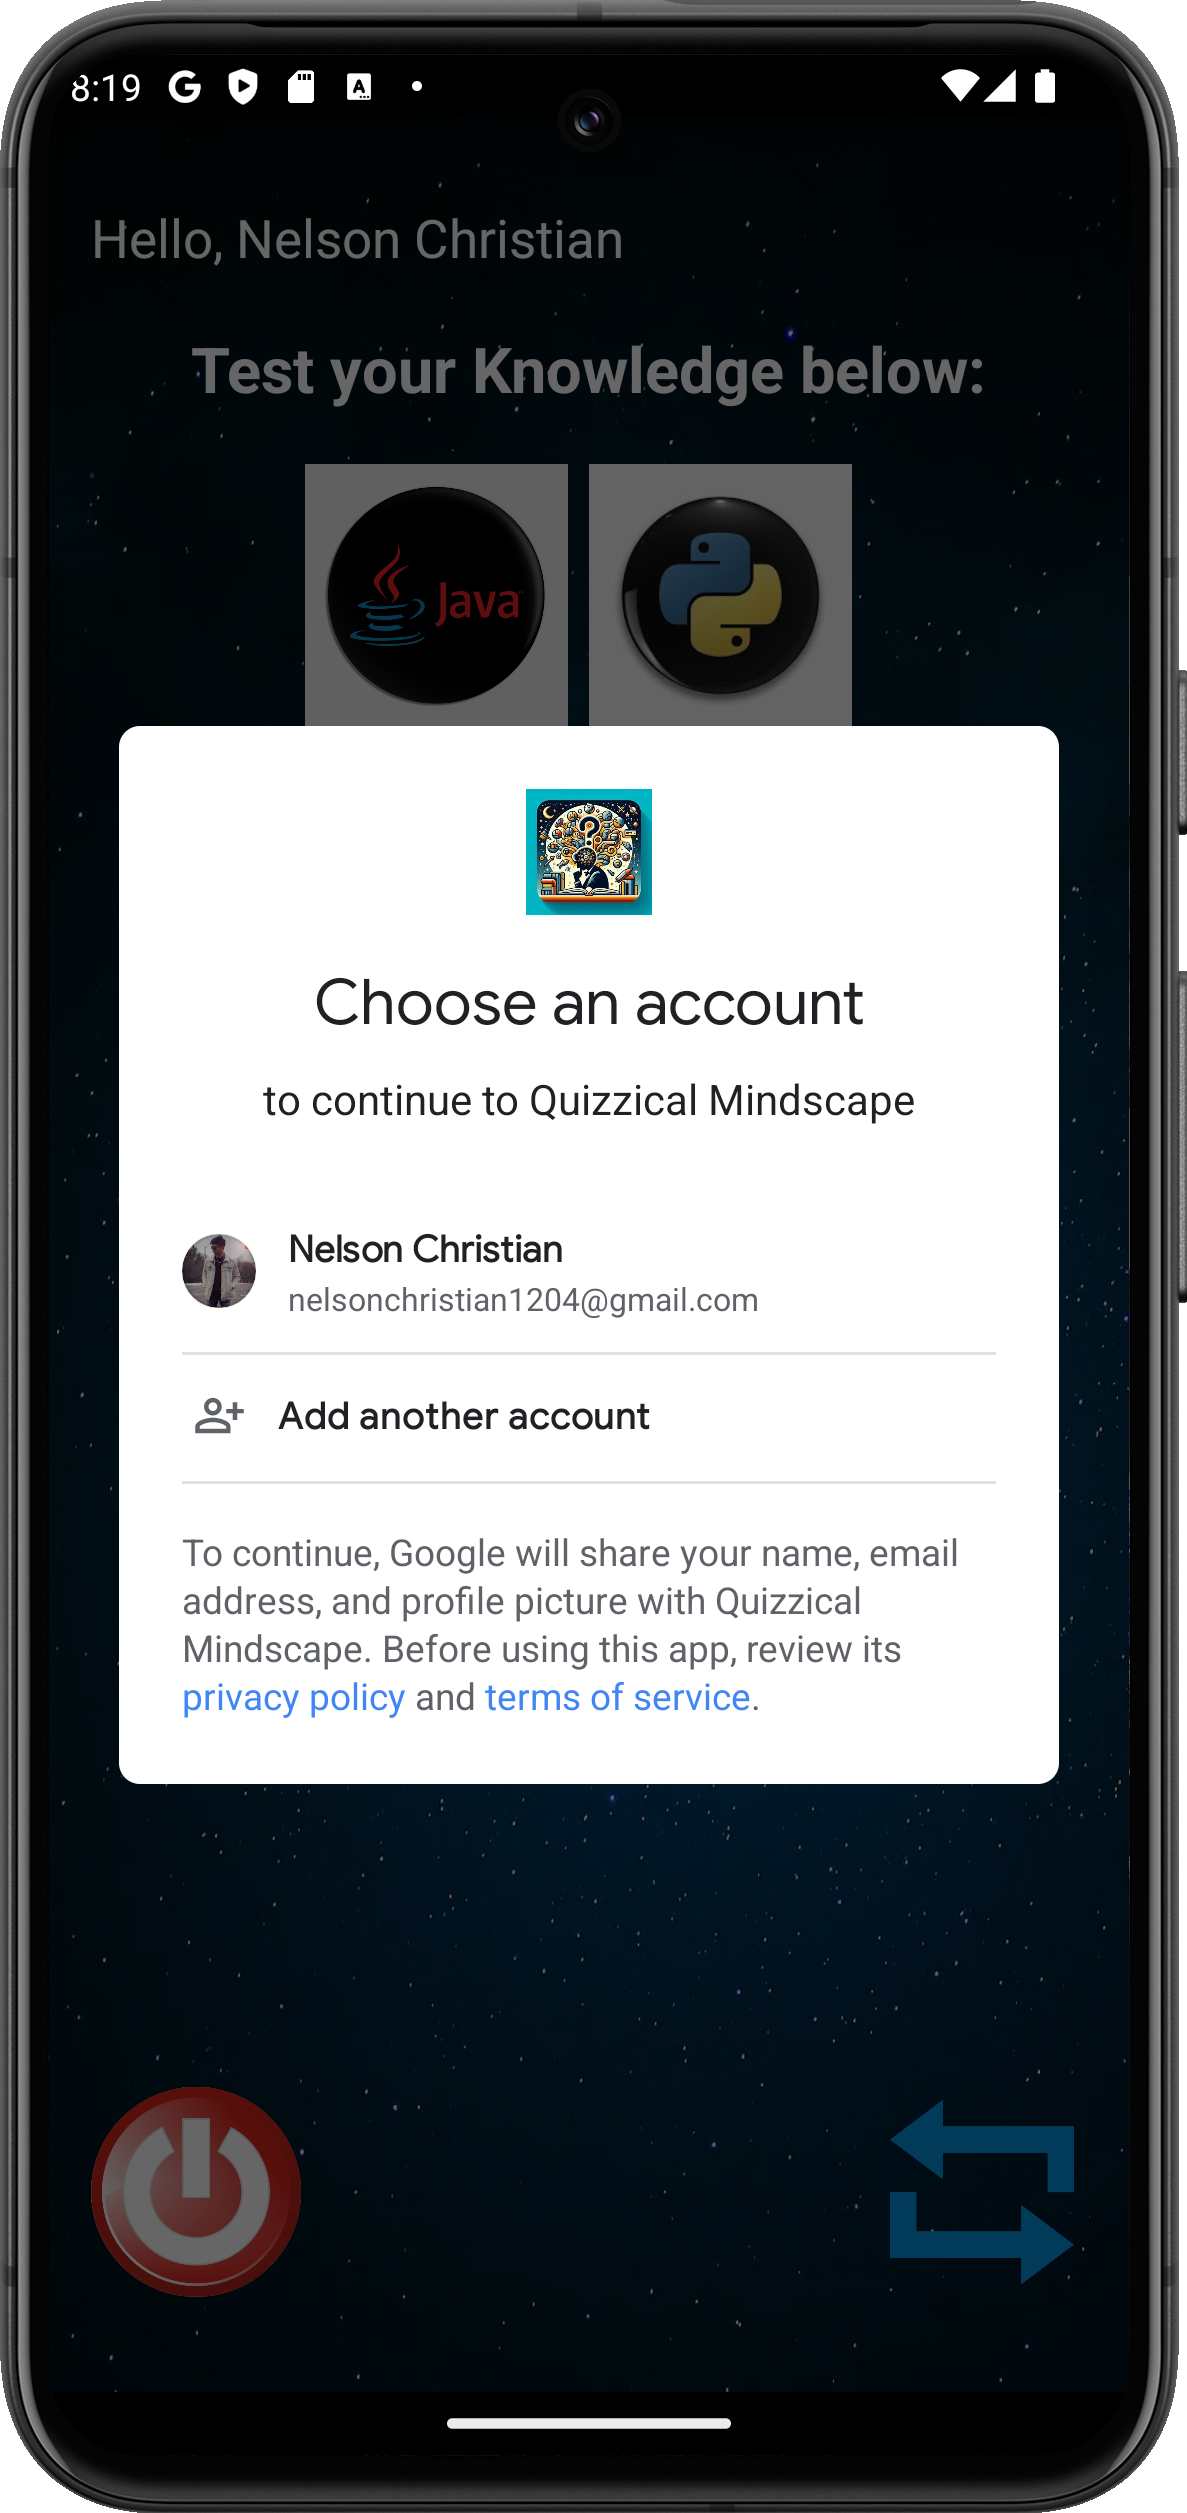 8:19
Hello, Nelson Christian
Test your Knowledge below:
Java
Choose an account
to continue to Quizzical Mindscape
Nelson Christian
nelsonchristian1204@gmail.com
Add another account
To continue, Google will share your name, email
address, and profile picture with Quizzical
Mindscape. Before using this app, review its
privacy policy and terms of service.